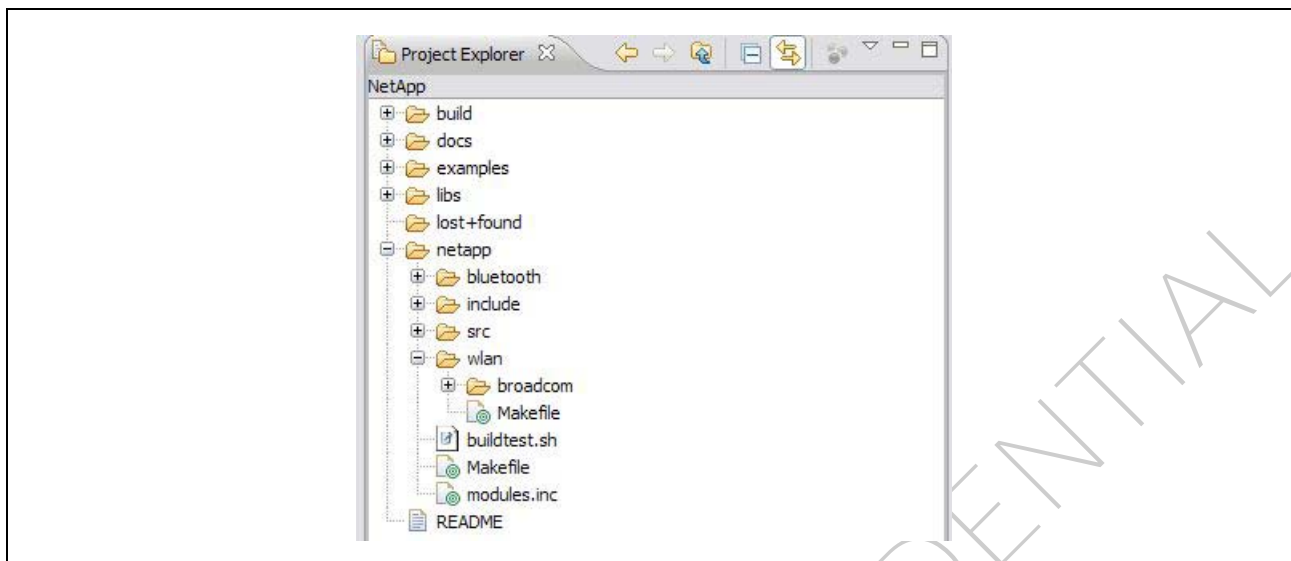 Project Explorer
NetApp
build
docs
examples
libs
lost+found
netapp
bluetooth
include
src
wlan
broadcom
Makefile
buildtest.sh
Makefile
modules.inc
README
DENTIAL